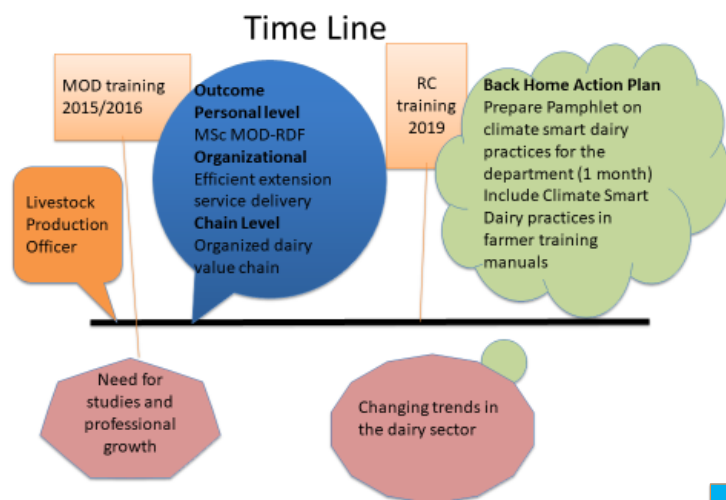 Time Line
MOD training
2015/2016
Outcome
Personal level
MSc MOD-RDF
Organizational
Efficient extension
service delivery
Chain Level
Organized dairy
value chain
RC
training
2019
Back Home Action Plan
Prepare Pamphlet on
climate smart dairy
practices for the
department (1 month)
Include Climate Smart
Dairy practices in
farmer training
manuals
Livestock
Production
Officer
Need for
studies and
professional
growth
Changing trends in
the dairy sector